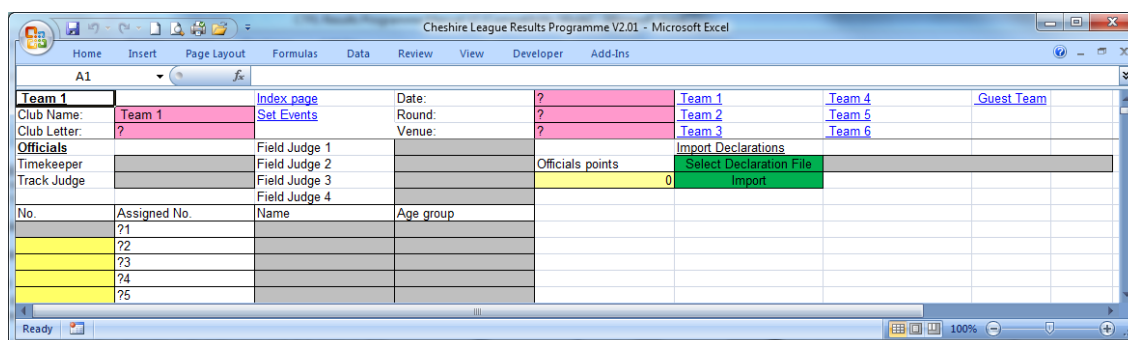 Cheshire League Results Programme V2.01 - Microsoft Excel
Home Insert Page Layout Formulas Data Review View Developer Add-Ins
A1 fx
Team 1 Index page Date: ? Team 1 Team 4 Guest Team
Club Name: Team 1 Set Events Round: ? Team 2 Team 5
Club Letter: ? Venue: ? Team 3 Team 6
Officials Field Judge 1 Import Declarations
Timekeeper Field Judge 2 Officials points Select Declaration File
Track Judge Field Judge 3 0 Import
Field Judge 4
No. Assigned No. Name Age group
?1
?2
?3
?4
?5
Ready 100%